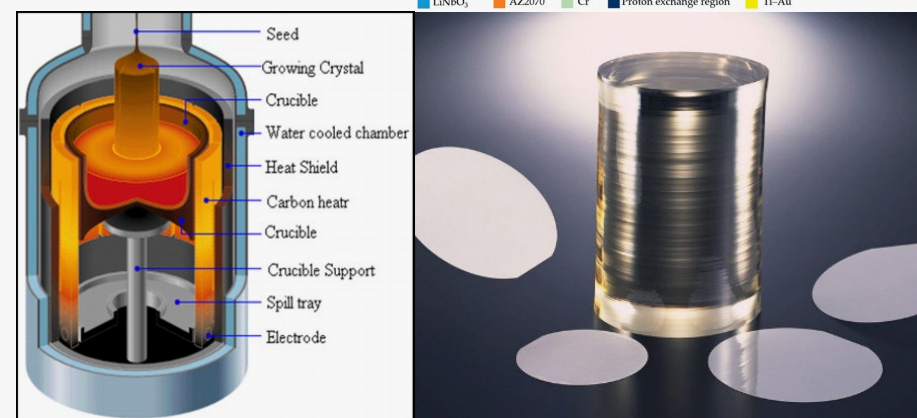 LiNbO₃ AZ2070 Cr Proton exchange region Ti–Au
Seed
Growing Crystal
Crucible
Water cooled chamber
Heat Shield
Carbon heatr
Crucible
Crucible Support
Spill tray
Electrode